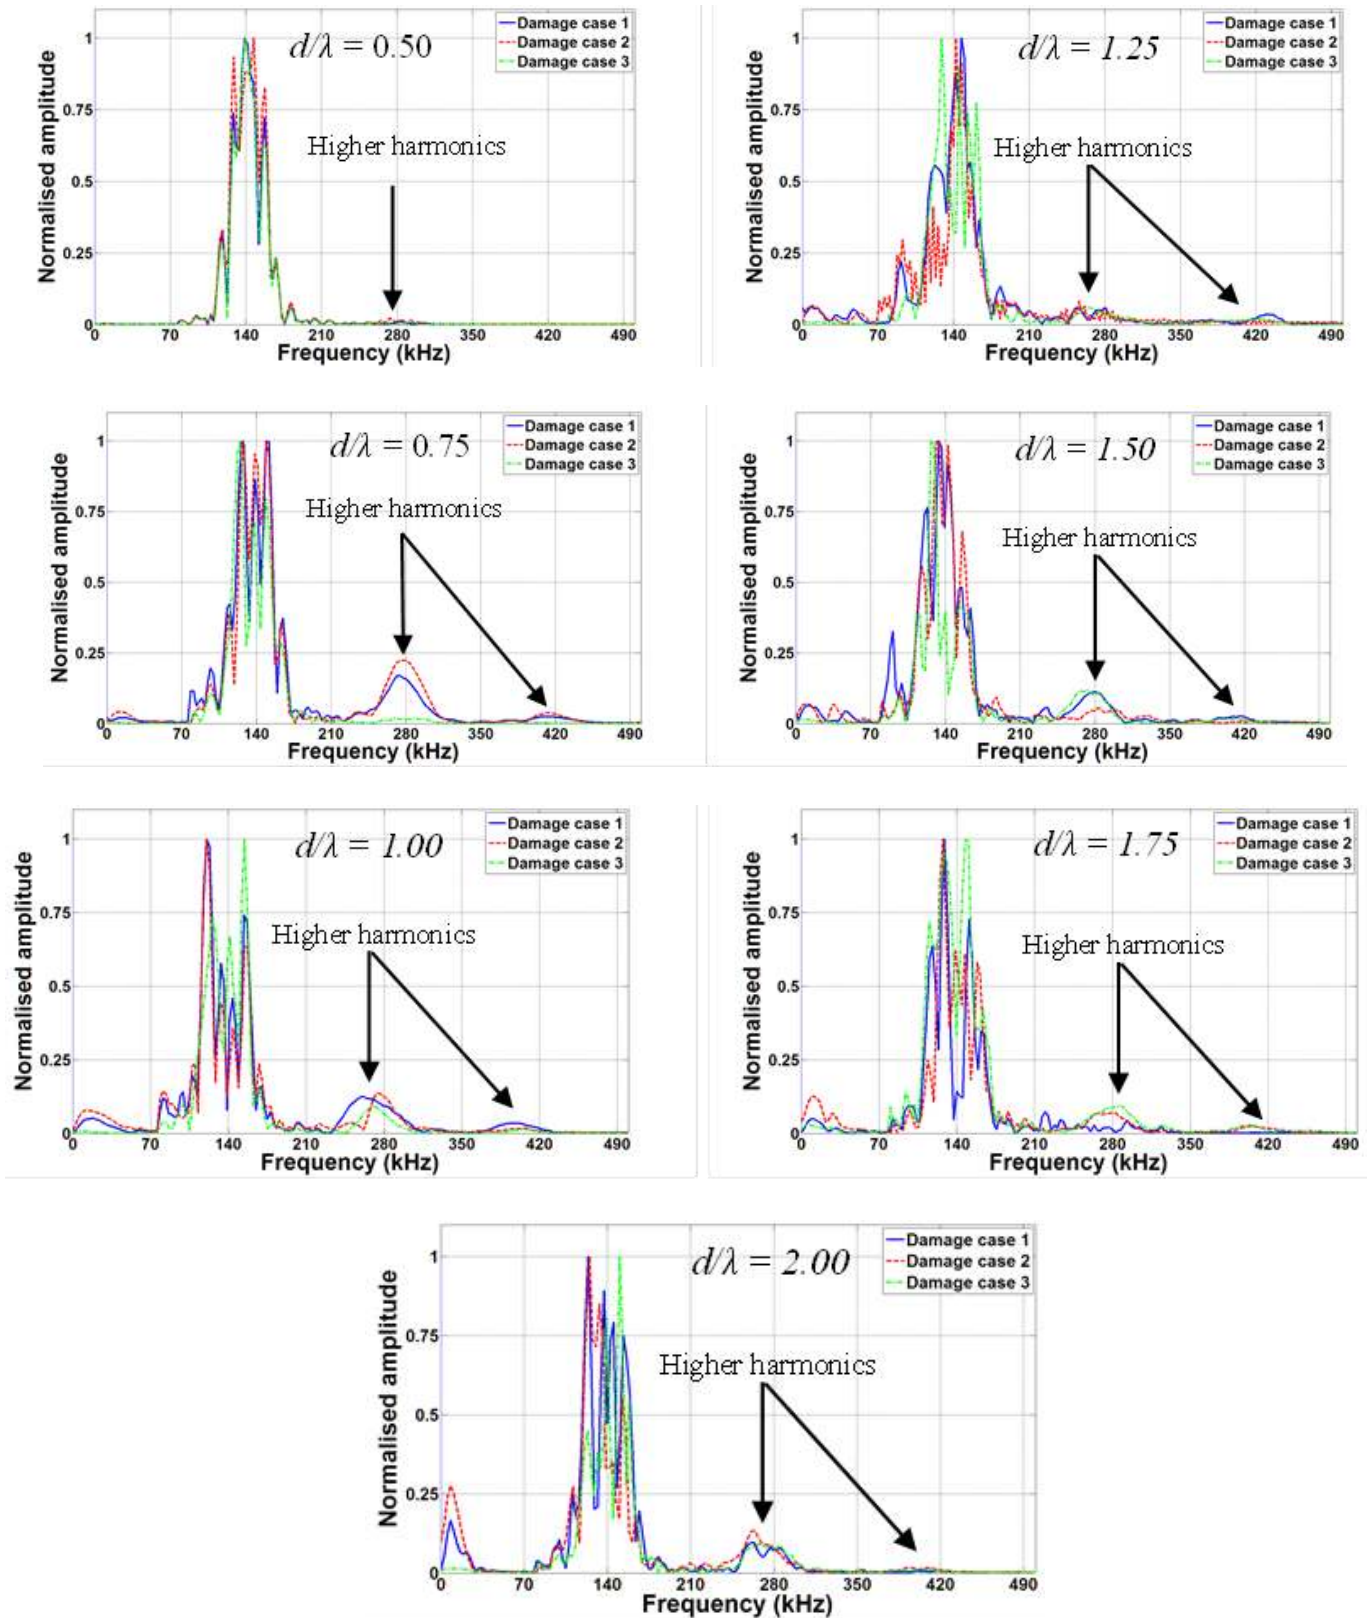 Damage case 1
Damage case 2
Damage case 3
d/λ = 0.50
Higher harmonics
Normalised amplitude
1
0.75
0.5
0.25
0
0 70 140 210 280 350 420 490
Frequency (kHz)
Damage case 1
Damage case 2
Damage case 3
d/λ = 1.25
Higher harmonics
Normalised amplitude
1
0.75
0.5
0.25
0
0 70 140 210 280 350 420 490
Frequency (kHz)
Damage case 1
Damage case 2
Damage case 3
d/λ = 0.75
Higher harmonics
Normalised amplitude
1
0.75
0.5
0.25
0
0 70 140 210 280 350 420 490
Frequency (kHz)
Damage case 1
Damage case 2
Damage case 3
d/λ = 1.50
Higher harmonics
Normalised amplitude
1
0.75
0.5
0.25
0
0 70 140 210 280 350 420 490
Frequency (kHz)
Damage case 1
Damage case 2
Damage case 3
d/λ = 1.00
Higher harmonics
Normalised amplitude
1
0.75
0.5
0.25
0
0 70 140 210 280 350 420 490
Frequency (kHz)
Damage case 1
Damage case 2
Damage case 3
d/λ = 1.75
Higher harmonics
Normalised amplitude
1
0.75
0.5
0.25
0
0 70 140 210 280 350 420 490
Frequency (kHz)
Damage case 1
Damage case 2
Damage case 3
d/λ = 2.00
Higher harmonics
Normalised amplitude
1
0.75
0.5
0.25
0
0 70 140 210 280 350 420 490
Frequency (kHz)